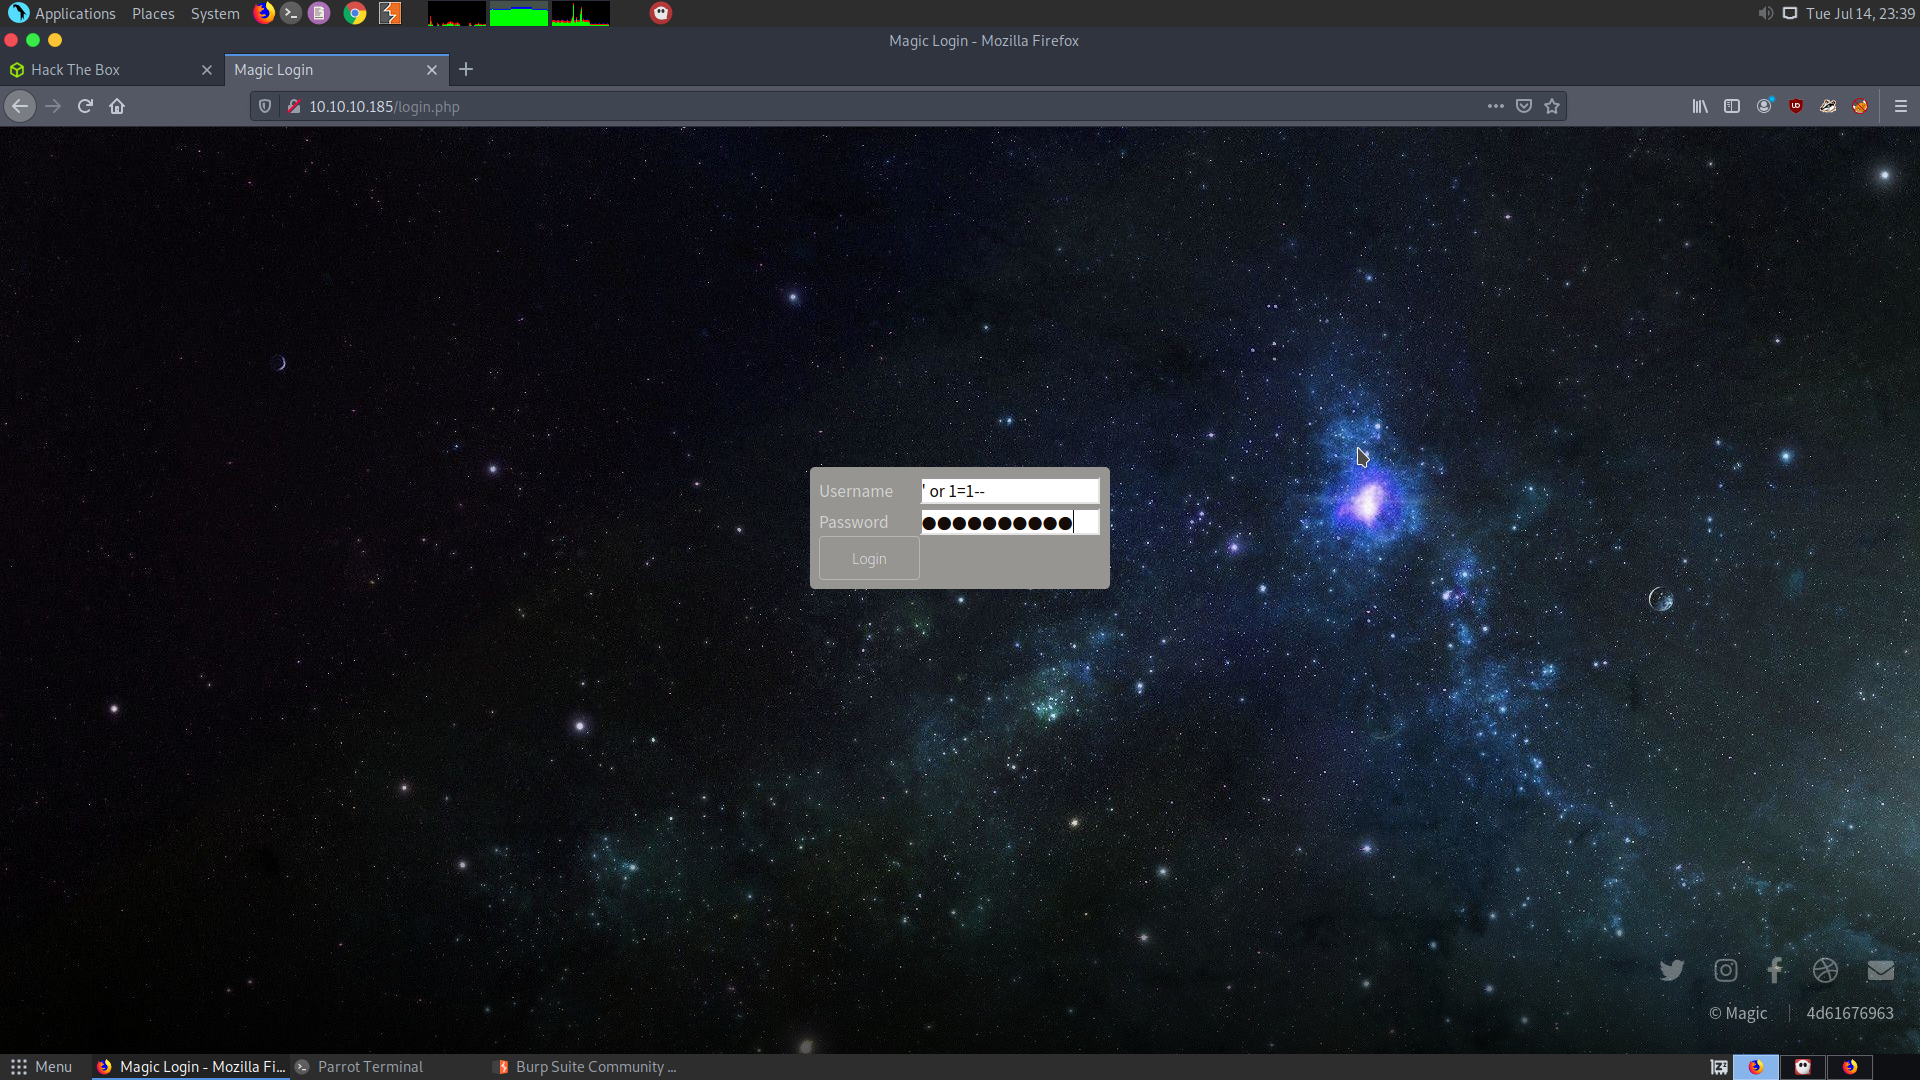 Applications Places System
Tue Jul 14, 23:39
Magic Login - Mozilla Firefox
Hack The Box
Magic Login
10.10.10.185/login.php
Username ' or 1=1--
Password ●●●●●●●●●●
Login
© Magic | 4d61676963
Menu
Magic Login - Mozilla Fi...
Parrot Terminal
Burp Suite Community ...